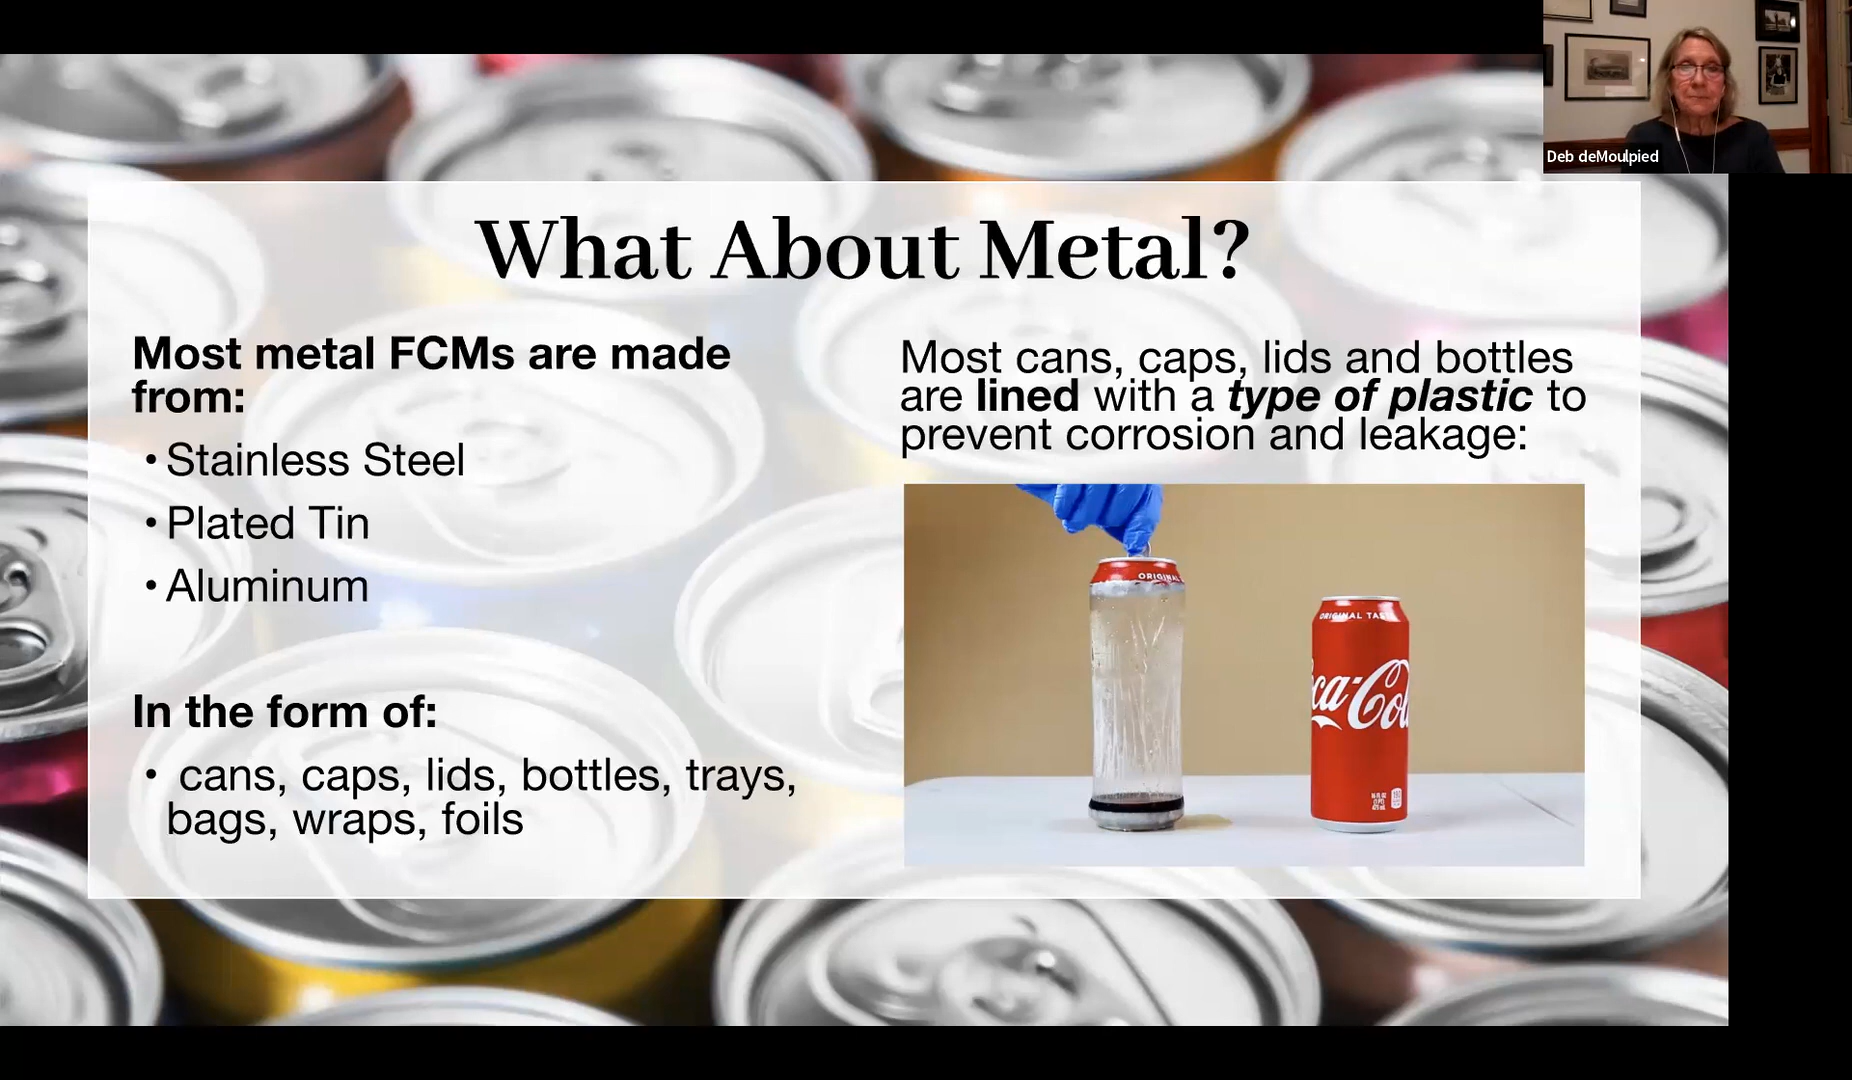 Deb deMoulpied
What About Metal?
Most metal FCMs are made
from:
• Stainless Steel
• Plated Tin
• Aluminum
In the form of:
• cans, caps, lids, bottles, trays,
bags, wraps, foils
Most cans, caps, lids and bottles
are lined with a type of plastic to
prevent corrosion and leakage:
ORIGINAL
ORIGINAL TAS
ca-Col